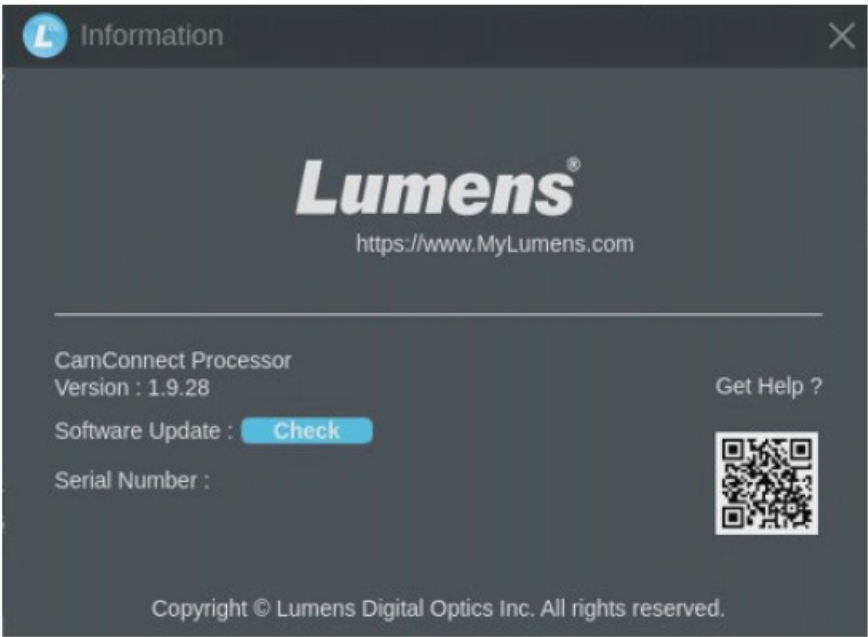 Information
Lumens®
https://www.MyLumens.com
CamConnect Processor
Version : 1.9.28
Get Help ?
Software Update : Check
Serial Number :
Copyright © Lumens Digital Optics Inc. All rights reserved.